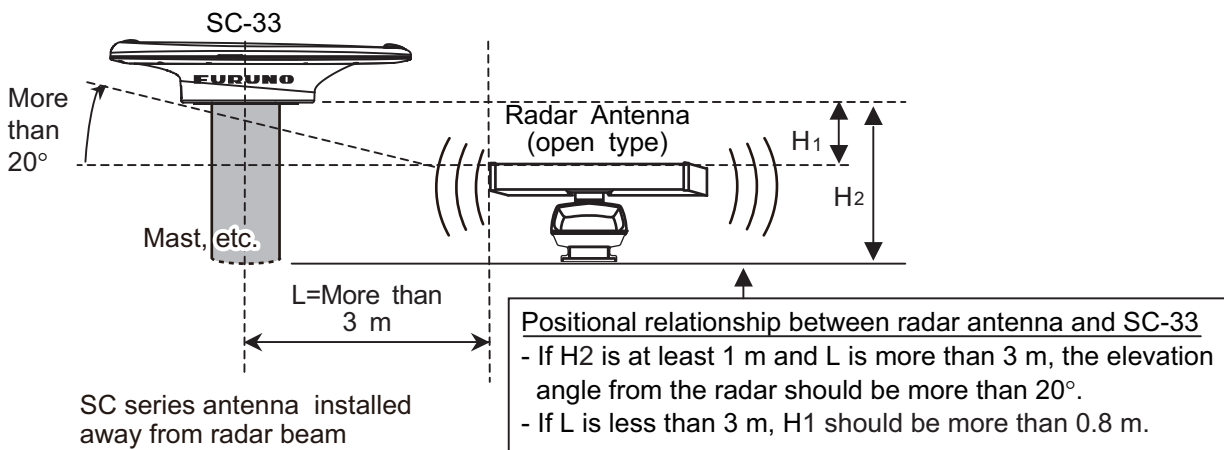 SC-33
FURUNO
More
than
20°
Radar Antenna
(open type)
H1
H2
Mast, etc.
L=More than
3 m
Positional relationship between radar antenna and SC-33
- If H2 is at least 1 m and L is more than 3 m, the elevation
angle from the radar should be more than 20°.
- If L is less than 3 m, H1 should be more than 0.8 m.
SC series antenna installed
away from radar beam